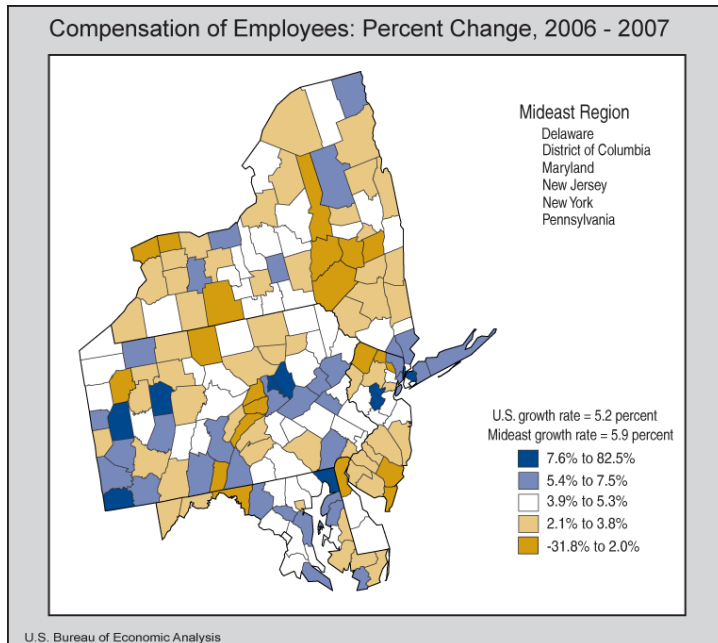 Compensation of Employees: Percent Change, 2006 - 2007
Mideast Region
Delaware
District of Columbia
Maryland
New Jersey
New York
Pennsylvania
U.S. growth rate = 5.2 percent
Mideast growth rate = 5.9 percent
7.6% to 82.5%
5.4% to 7.5%
3.9% to 5.3%
2.1% to 3.8%
-31.8% to 2.0%
U.S. Bureau of Economic Analysis